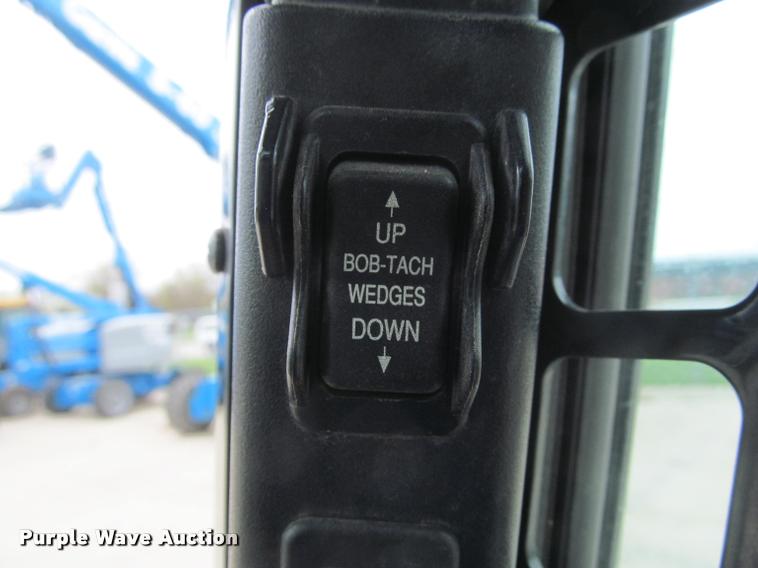 UP
BOB-TACH
WEDGES
DOWN
Purple Wave Auction